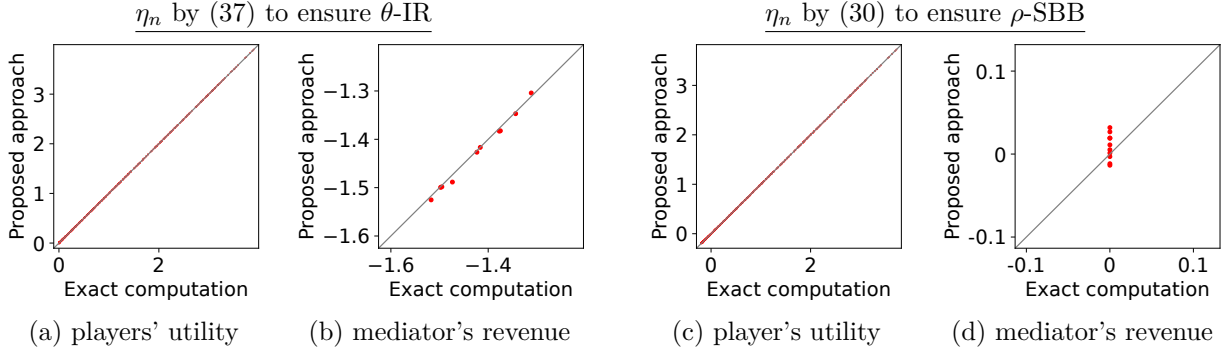 η_n by (37) to ensure θ-IR
η_n by (30) to ensure ρ-SBB
Proposed approach
3
2
1
0
0
2
Exact computation
(a) players’ utility
Proposed approach
−1.3
−1.4
−1.5
−1.6
−1.6
−1.4
Exact computation
(b) mediator’s revenue
Proposed approach
3
2
1
0
0
2
Exact computation
(c) player’s utility
Proposed approach
0.1
0
-0.1
-0.1
0
0.1
Exact computation
(d) mediator’s revenue